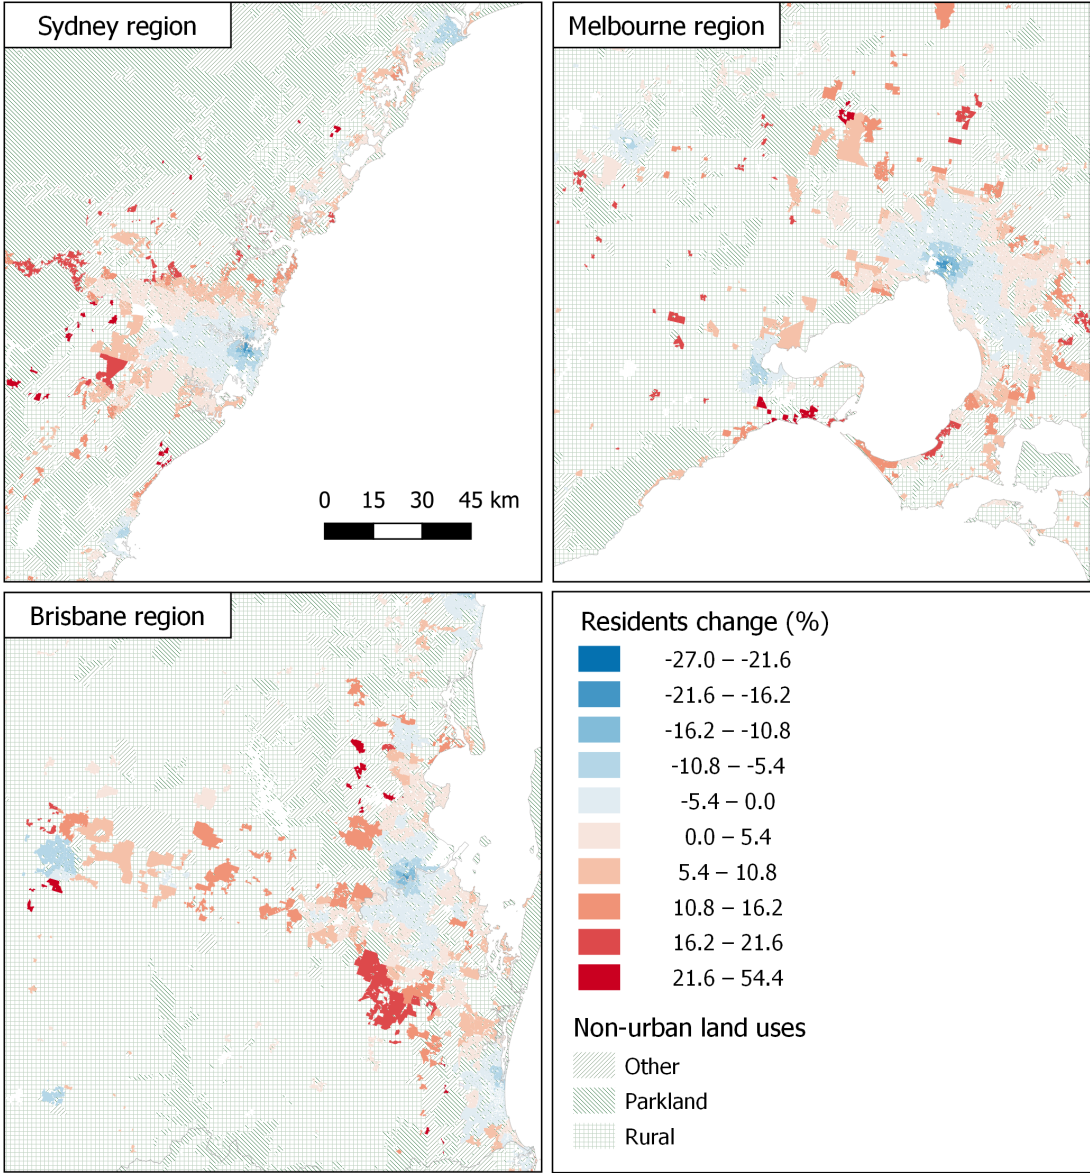 Sydney region
Melbourne region
0 15 30 45 km
Brisbane region
Residents change (%)
-27.0 – -21.6
-21.6 – -16.2
-16.2 – -10.8
-10.8 – -5.4
-5.4 – 0.0
0.0 – 5.4
5.4 – 10.8
10.8 – 16.2
16.2 – 21.6
21.6 – 54.4
Non-urban land uses
Other
Parkland
Rural